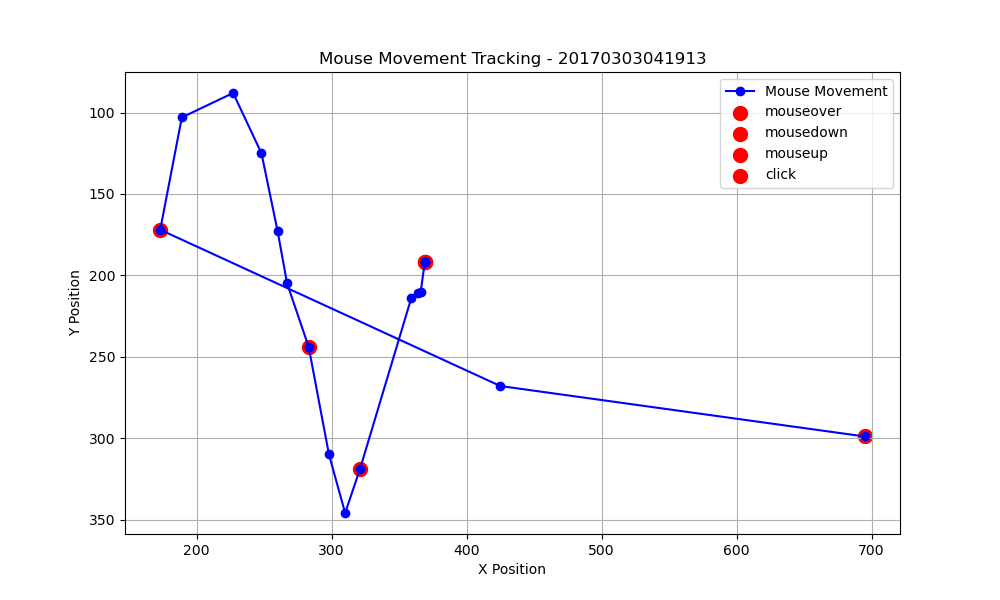 Mouse Movement Tracking - 20170303041913
Mouse Movement
mouseover
mousedown
mouseup
click
Y Position
100
150
200
250
300
350
200 300 400 500 600 700
X Position